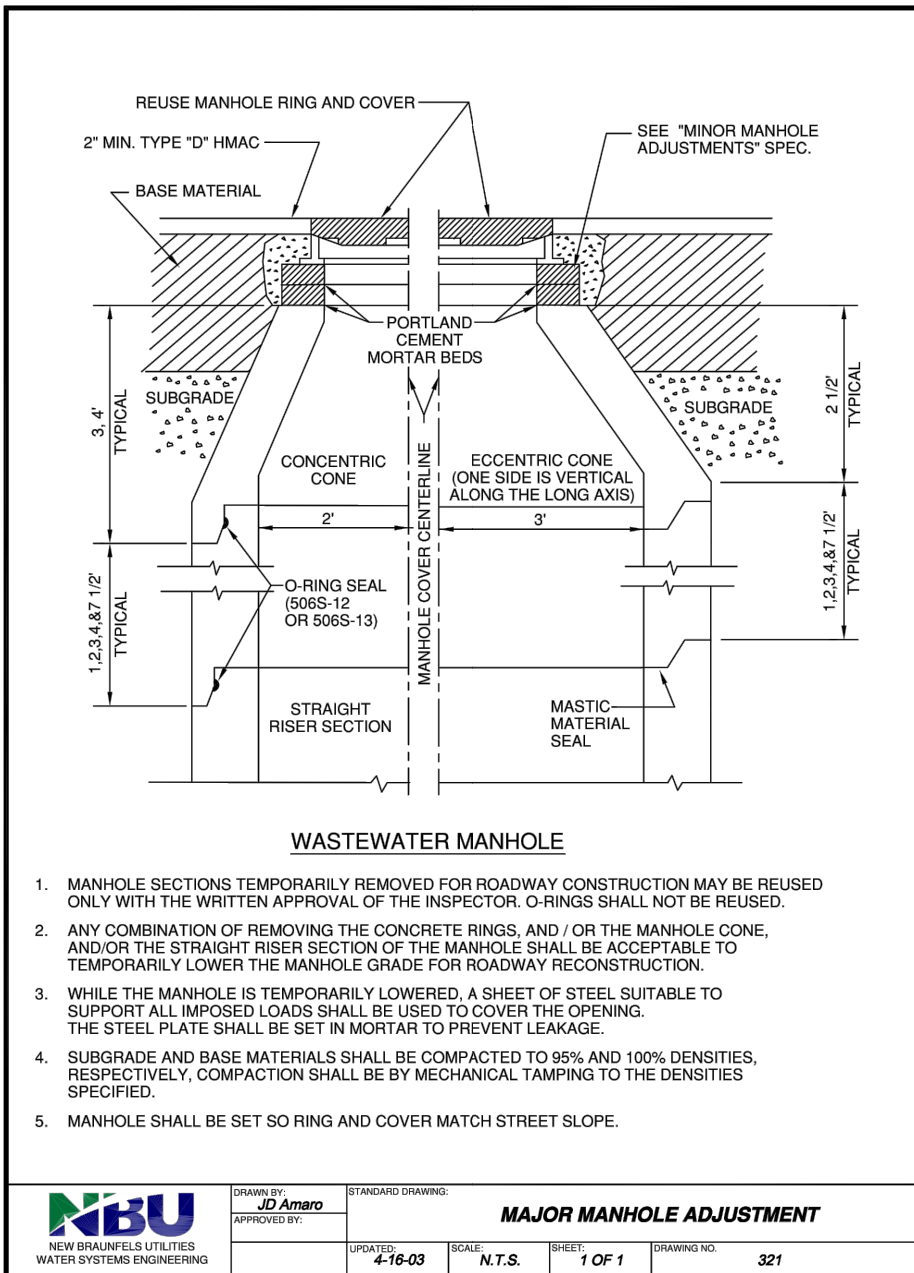 REUSE MANHOLE RING AND COVER
2" MIN. TYPE "D" HMAC
BASE MATERIAL
SEE "MINOR MANHOLE
ADJUSTMENTS" SPEC.
PORTLAND
CEMENT
MORTAR BEDS
SUBGRADE
SUBGRADE
3, 4'
TYPICAL
2 1/2'
TYPICAL
CONCENTRIC
CONE
ECCENTRIC CONE
(ONE SIDE IS VERTICAL
ALONG THE LONG AXIS)
2'
3'
MANHOLE COVER CENTERLINE
O-RING SEAL
(506S-12
OR 506S-13)
1,2,3,4,&7 1/2'
TYPICAL
1,2,3,4,&7 1/2'
TYPICAL
STRAIGHT
RISER SECTION
MASTIC
MATERIAL
SEAL
WASTEWATER MANHOLE
1. MANHOLE SECTIONS TEMPORARILY REMOVED FOR ROADWAY CONSTRUCTION MAY BE REUSED
ONLY WITH THE WRITTEN APPROVAL OF THE INSPECTOR. O-RINGS SHALL NOT BE REUSED.
2. ANY COMBINATION OF REMOVING THE CONCRETE RINGS, AND / OR THE MANHOLE CONE,
AND/OR THE STRAIGHT RISER SECTION OF THE MANHOLE SHALL BE ACCEPTABLE TO
TEMPORARILY LOWER THE MANHOLE GRADE FOR ROADWAY RECONSTRUCTION.
3. WHILE THE MANHOLE IS TEMPORARILY LOWERED, A SHEET OF STEEL SUITABLE TO
SUPPORT ALL IMPOSED LOADS SHALL BE USED TO COVER THE OPENING.
THE STEEL PLATE SHALL BE SET IN MORTAR TO PREVENT LEAKAGE.
4. SUBGRADE AND BASE MATERIALS SHALL BE COMPACTED TO 95% AND 100% DENSITIES,
RESPECTIVELY, COMPACTION SHALL BE BY MECHANICAL TAMPING TO THE DENSITIES
SPECIFIED.
5. MANHOLE SHALL BE SET SO RING AND COVER MATCH STREET SLOPE.
NBU
NEW BRAUNFELS UTILITIES
WATER SYSTEMS ENGINEERING
DRAWN BY:
JD Amaro
APPROVED BY:
STANDARD DRAWING:
MAJOR MANHOLE ADJUSTMENT
UPDATED:
4-16-03
SCALE:
N.T.S.
SHEET:
1 OF 1
DRAWING NO.
321